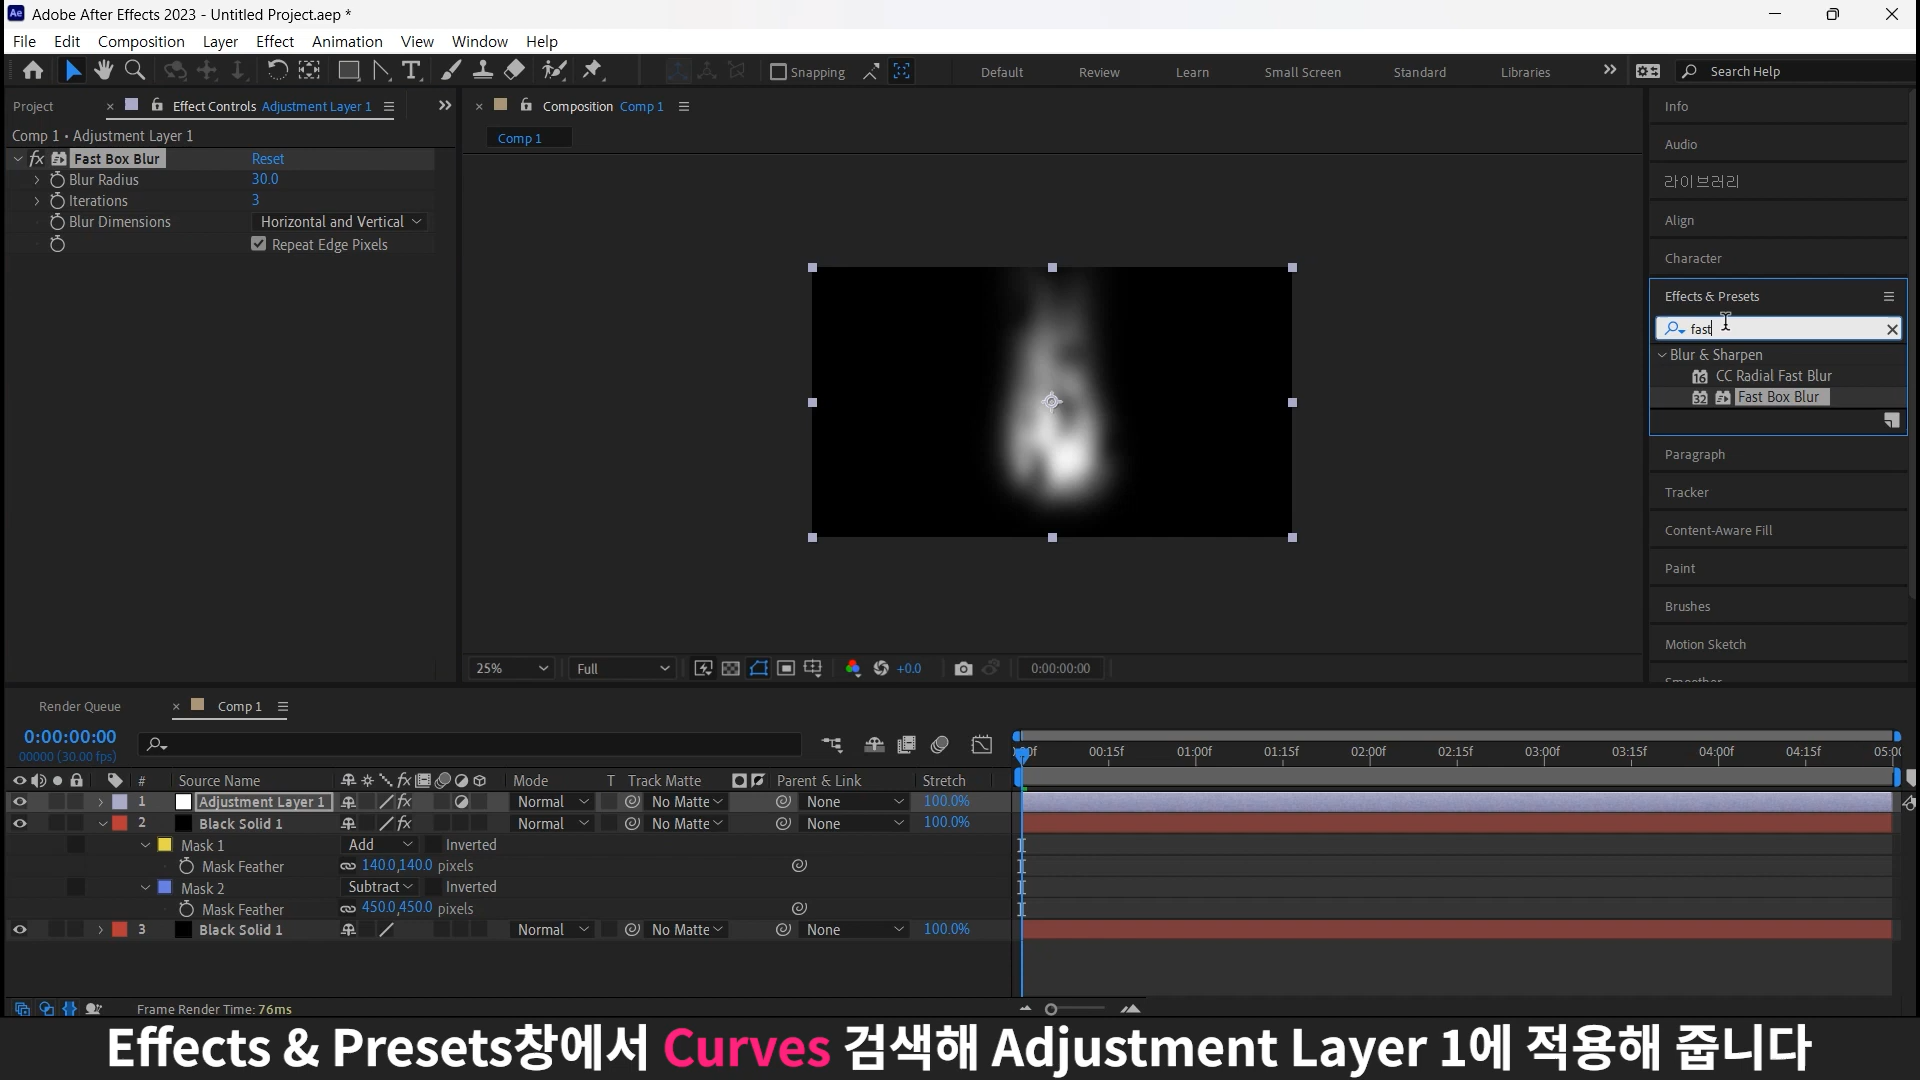 Adobe After Effects 2023 - Untitled Project.aep *
File Edit Composition Layer Effect Animation View Window Help
Snapping Default Review Learn Small Screen Standard Libraries Search Help
Project Effect Controls Adjustment Layer 1
Comp 1 • Adjustment Layer 1
fx Fast Box Blur Reset
Blur Radius 30.0
Iterations 3
Blur Dimensions Horizontal and Vertical
Repeat Edge Pixels
Composition Comp 1
Comp 1
25% Full +0.0 0:00:00:00
Info
Audio
라이브러리
Align
Character
Effects & Presets
fast
Blur & Sharpen
16 CC Radial Fast Blur
32 Fast Box Blur
Paragraph
Tracker
Content-Aware Fill
Paint
Brushes
Motion Sketch
Smoother
Render Queue Comp 1
0:00:00:00
00000 (30.00 fps)
00:15f 01:00f 01:15f 02:00f 02:15f 03:00f 03:15f 04:00f 04:15f
# Source Name Mode T Track Matte Parent & Link Stretch
1 Adjustment Layer 1 fx Normal No Matte None 100.0%
2 Black Solid 1 fx Normal No Matte None 100.0%
Mask 1 Add Inverted
Mask Feather 140.0,140.0 pixels
Mask 2 Subtract Inverted
Mask Feather 450.0,450.0 pixels
3 Black Solid 1 Normal No Matte None 100.0%
Frame Render Time: 76ms
Effects & Presets창에서 Curves 검색해 Adjustment Layer 1에 적용해 줍니다